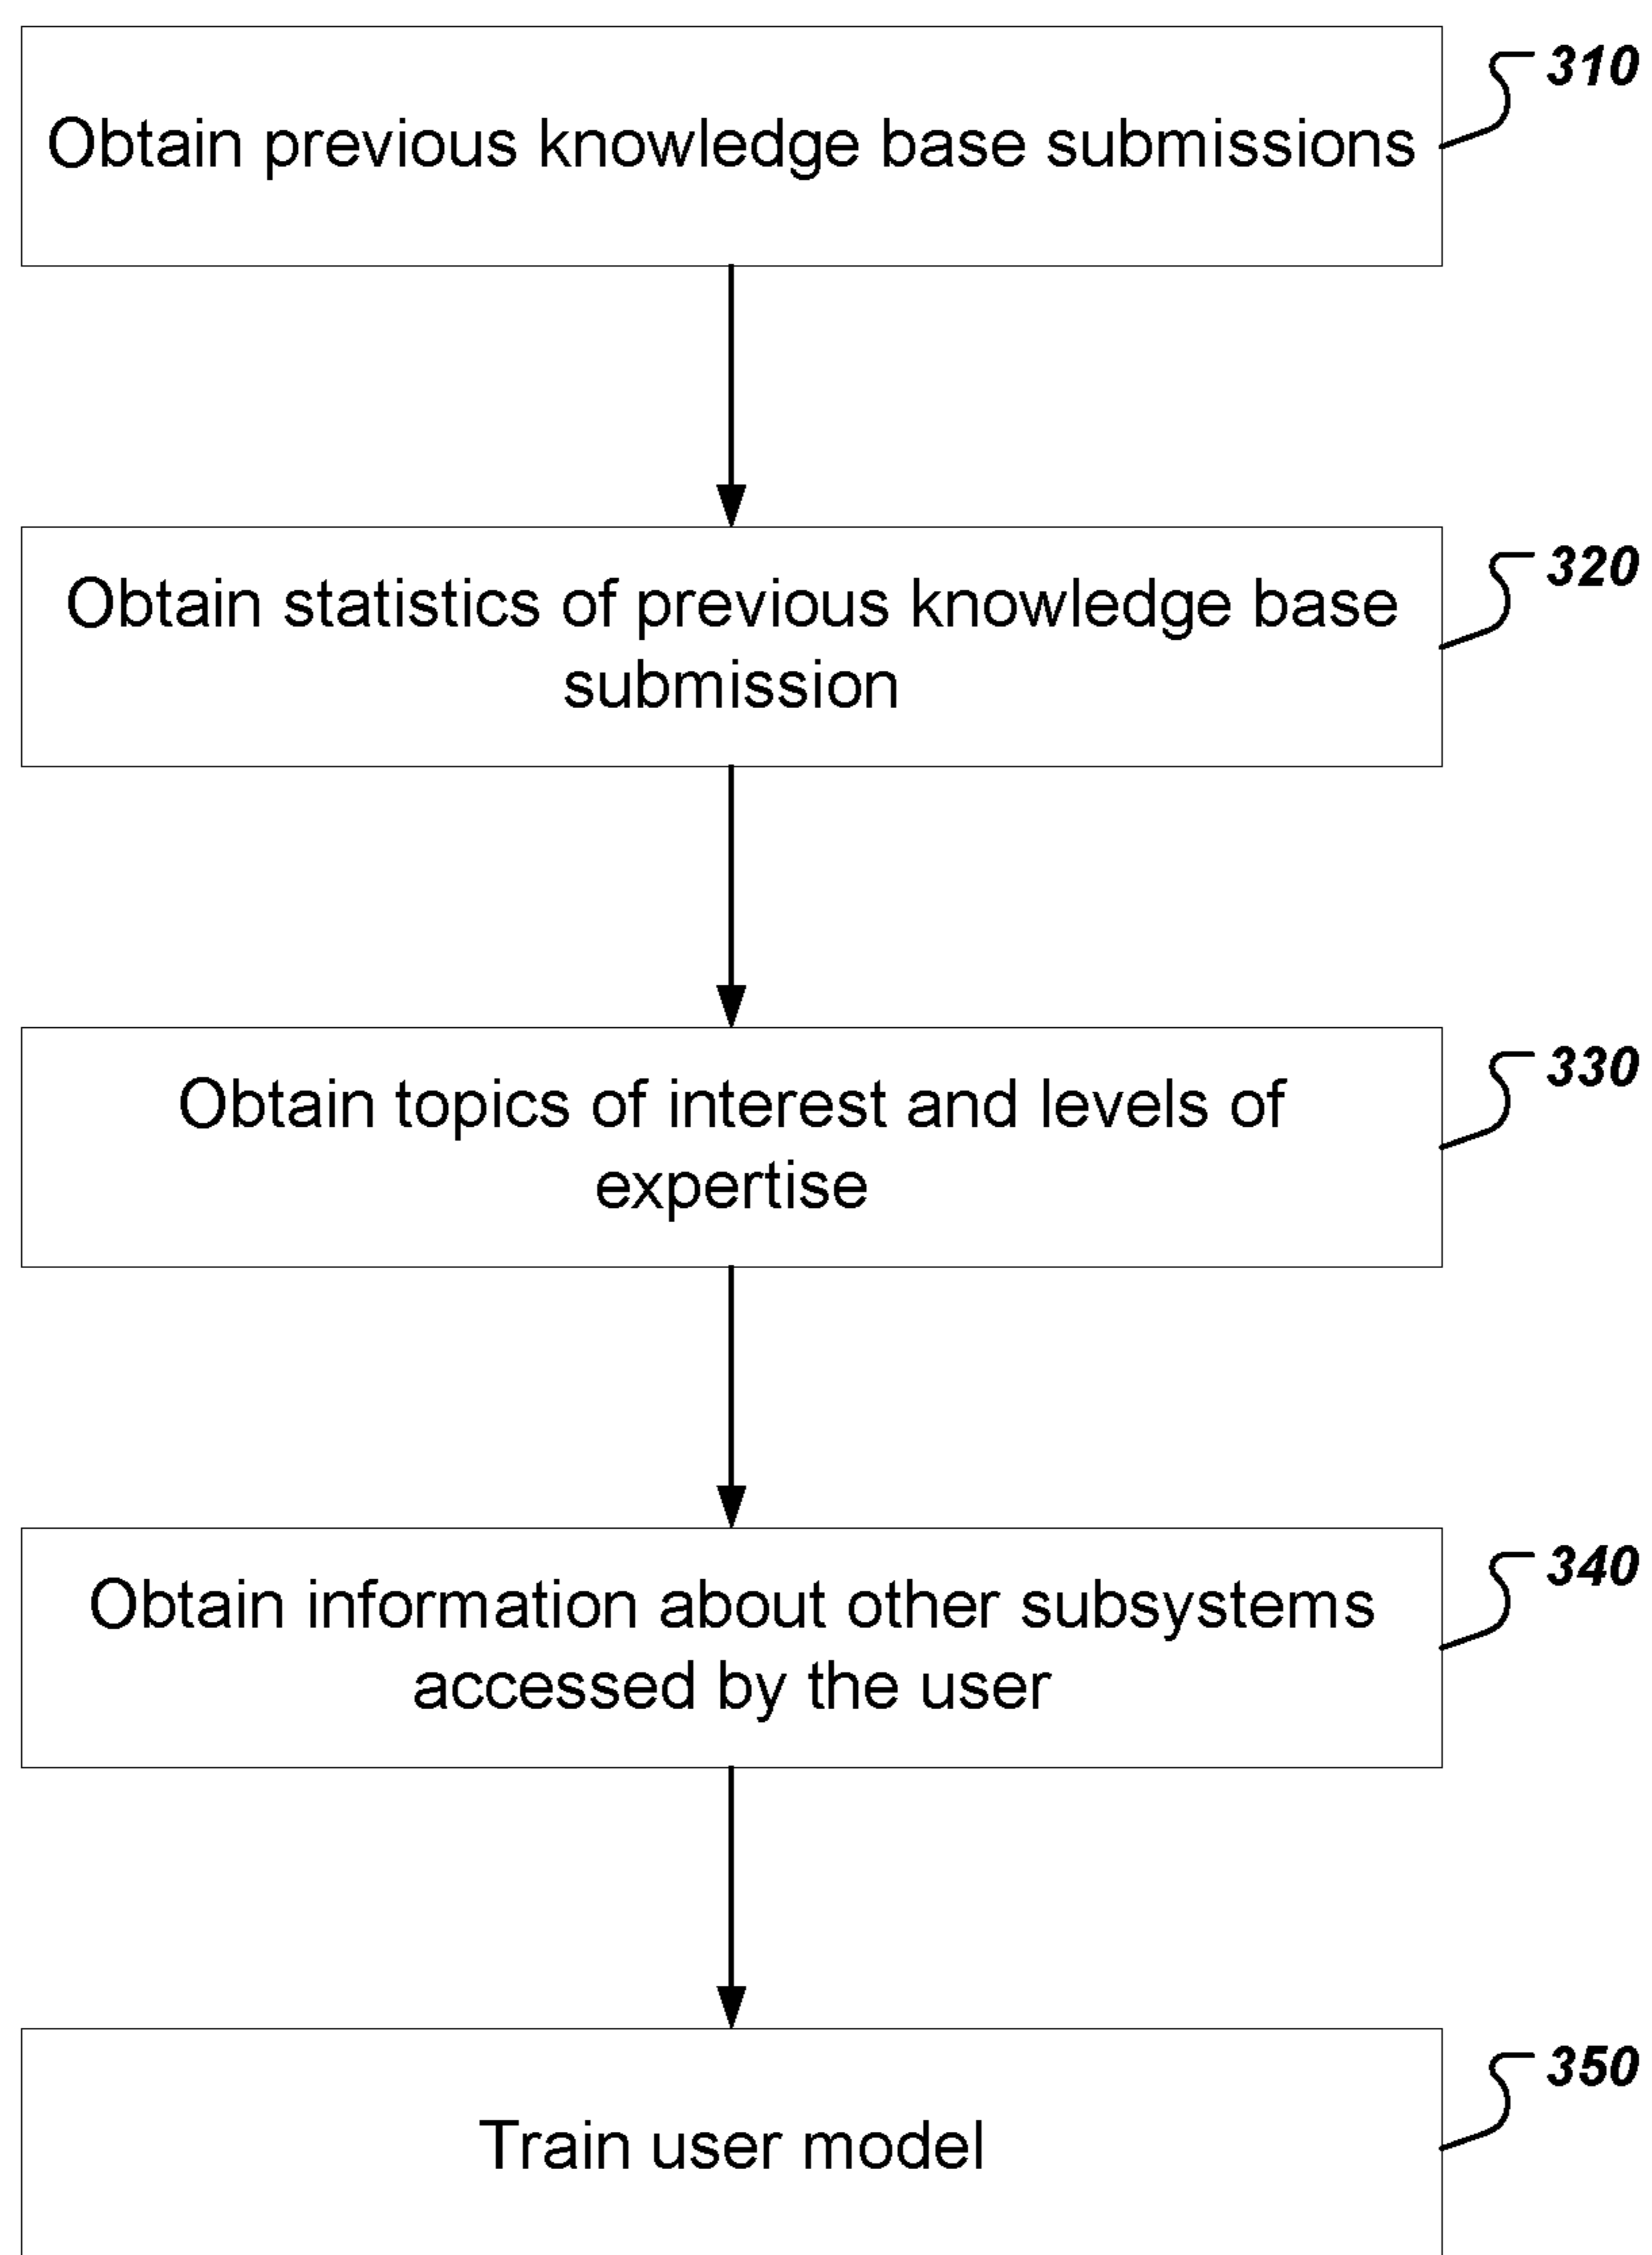 Obtain previous knowledge base submissions
310
Obtain statistics of previous knowledge base
submission
320
Obtain topics of interest and levels of
expertise
330
Obtain information about other subsystems
accessed by the user
340
Train user model
350